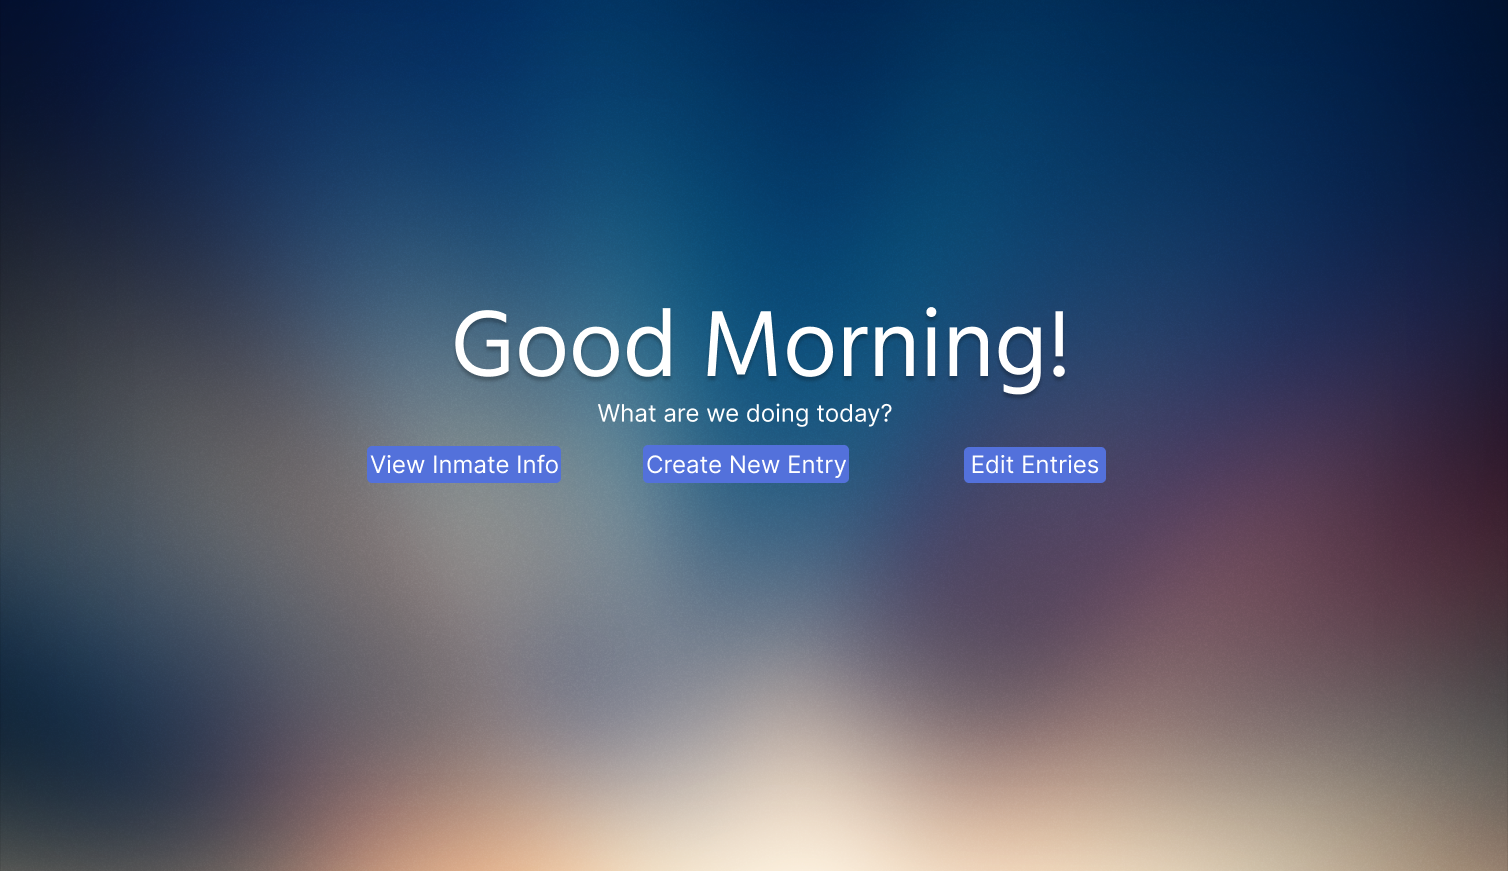 Good Morning!
What are we doing today?
View Inmate Info
Create New Entry
Edit Entries